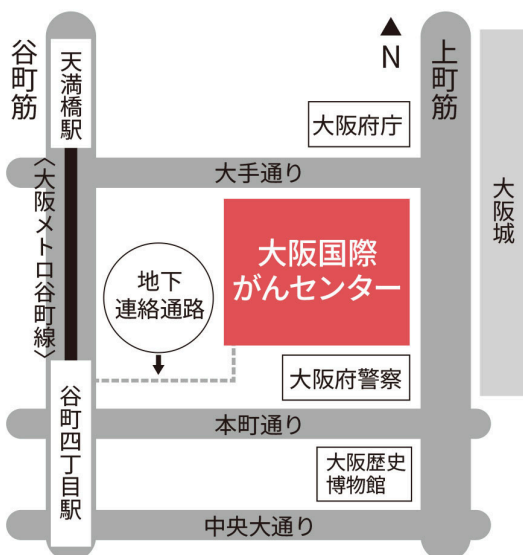 谷町筋
天満橋駅
N
上町筋
大阪府庁
大手通り
大阪城
〈大阪メトロ谷町線〉
大阪国際
がんセンター
地下
連絡通路
大阪府警察
谷町四丁目駅
本町通り
大阪歴史
博物館
中央大通り